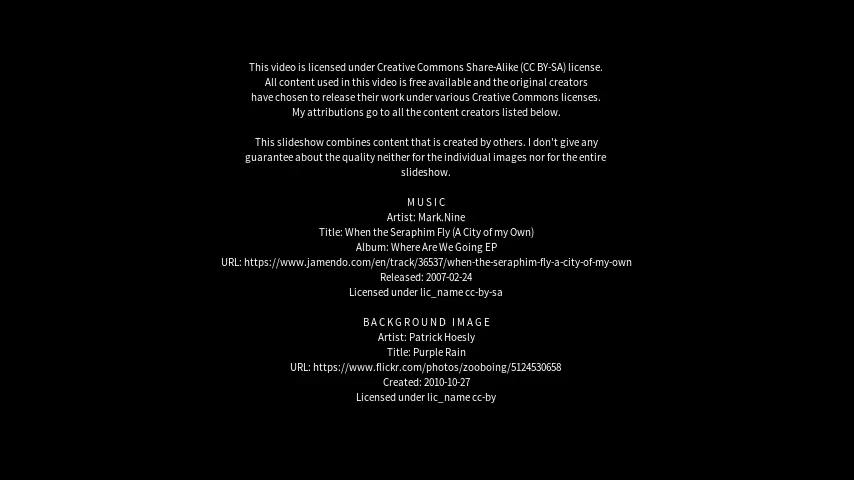 This video is licensed under Creative Commons Share-Alike (CC BY-SA) license.
All content used in this video is free available and the original creators
have chosen to release their work under various Creative Commons licenses.
My attributions go to all the content creators listed below.
This slideshow combines content that is created by others. I don't give any
guarantee about the quality neither for the individual images nor for the entire
slideshow.
MUSIC
Artist: Mark.Nine
Title: When the Seraphim Fly (A City of my Own)
Album: Where Are We Going EP
URL: https://www.jamendo.com/en/track/36537/when-the-seraphim-fly-a-city-of-my-own
Released: 2007-02-24
Licensed under lic_name cc-by-sa
BACKGROUND IMAGE
Artist: Patrick Hoesly
Title: Purple Rain
URL: https://www.flickr.com/photos/zooboing/5124530658
Created: 2010-10-27
Licensed under lic_name cc-by